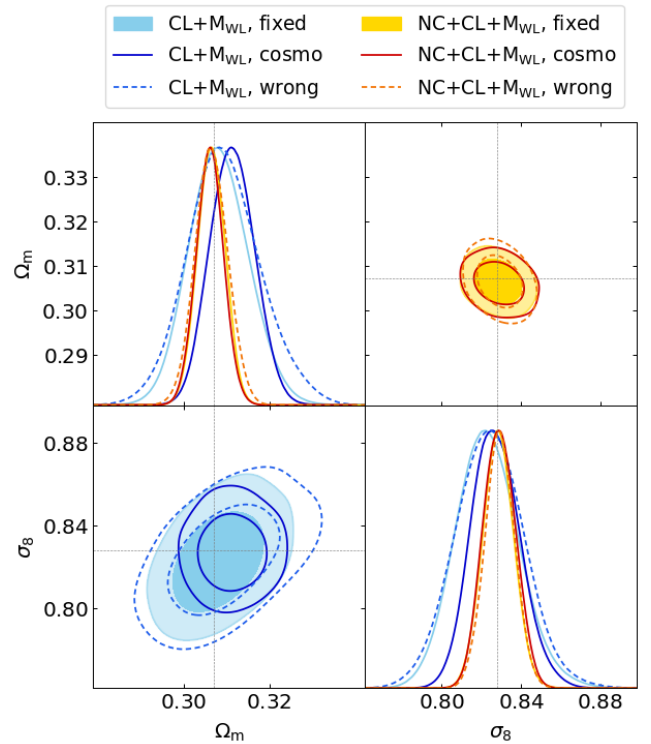 CL+M_WL, fixed NC+CL+M_WL, fixed
CL+M_WL, cosmo NC+CL+M_WL, cosmo
CL+M_WL, wrong NC+CL+M_WL, wrong
0.33
0.32
Ω_m
0.31
0.30
0.29
0.88
0.84
σ_8
0.80
0.30 0.32 0.80 0.84 0.88
Ω_m σ_8